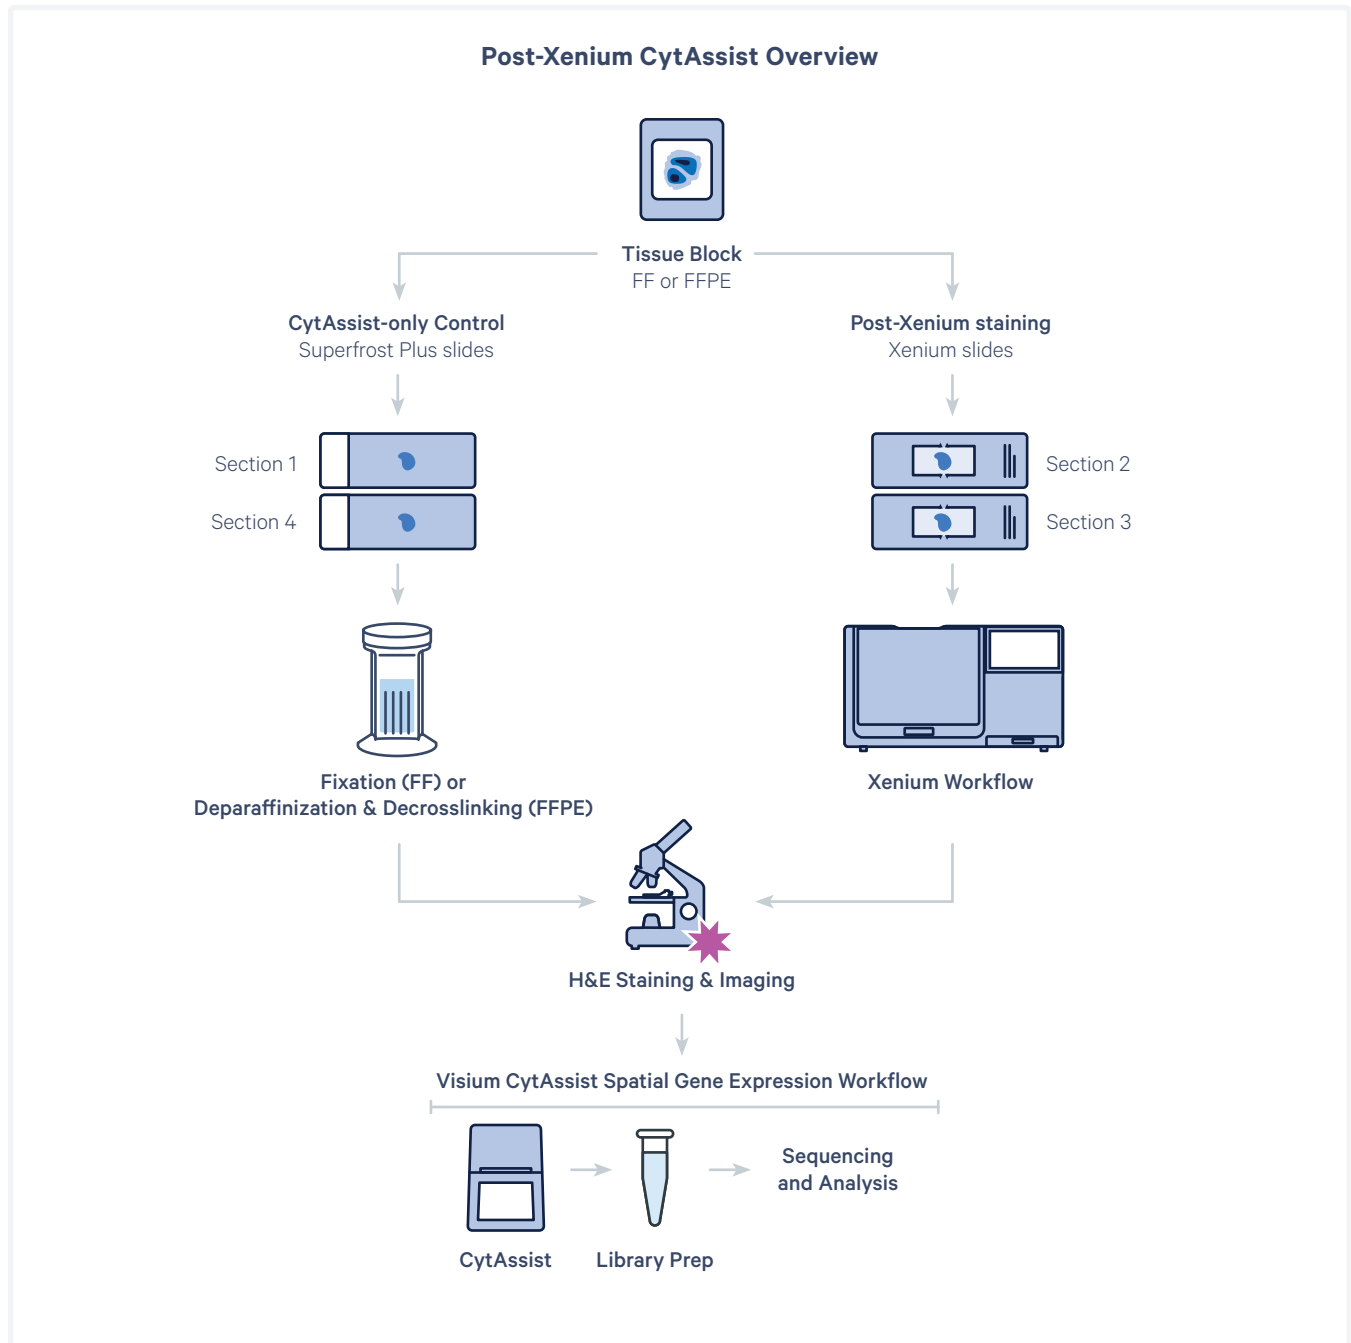 Post-Xenium CytAssist Overview
Tissue Block
FF or FFPE
CytAssist-only Control
Superfrost Plus slides
Post-Xenium staining
Xenium slides
Section 1
Section 4
Section 2
Section 3
Fixation (FF) or
Deparaffinization & Decrosslinking (FFPE)
Xenium Workflow
H&E Staining & Imaging
Visium CytAssist Spatial Gene Expression Workflow
Sequencing
and Analysis
CytAssist
Library Prep